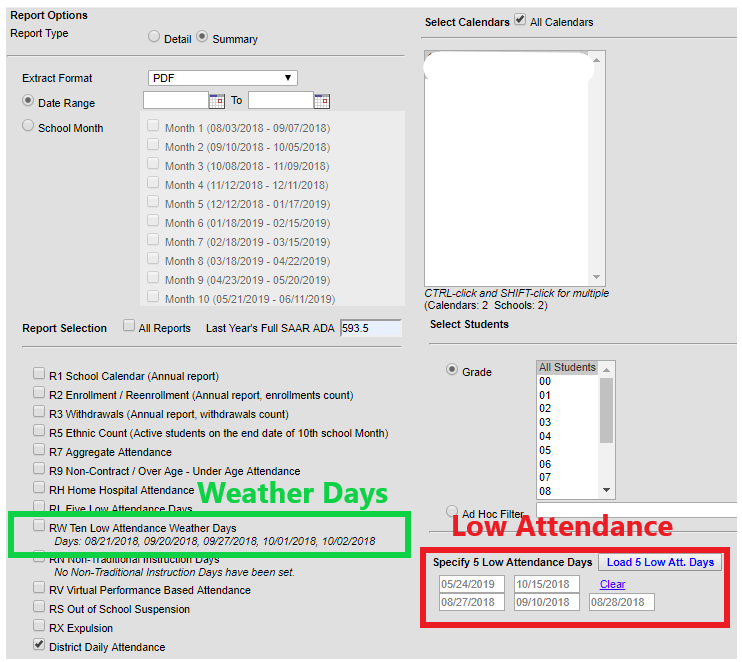 Report Options
Report Type
Detail Summary
Extract Format PDF
Date Range To
School Month
Month 1 (08/03/2018 - 09/07/2018)
Month 2 (09/10/2018 - 10/05/2018)
Month 3 (10/08/2018 - 11/09/2018)
Month 4 (11/12/2018 - 12/11/2018)
Month 5 (12/12/2018 - 01/17/2019)
Month 6 (01/18/2019 - 02/15/2019)
Month 7 (02/18/2019 - 03/15/2019)
Month 8 (03/18/2019 - 04/22/2019)
Month 9 (04/23/2019 - 05/20/2019)
Month 10 (05/21/2019 - 06/11/2019)
Report Selection All Reports Last Year's Full SAAR ADA 593.5
R1 School Calendar (Annual report)
R2 Enrollment / Reenrollment (Annual report, enrollments count)
R3 Withdrawals (Annual report, withdrawals count)
R5 Ethnic Count (Active students on the end date of 10th school Month)
R7 Aggregate Attendance
R9 Non-Contract / Over Age - Under Age Attendance
RH Home Hospital Attendance
Weather Days
RL Five Low Attendance Days
RW Ten Low Attendance Weather Days
Days: 08/21/2018, 09/20/2018, 09/27/2018, 10/01/2018, 10/02/2018
RN Non-Traditional Instruction Days
No Non-Traditional Instruction Days have been set.
RV Virtual Performance Based Attendance
RS Out of School Suspension
RX Expulsion
District Daily Attendance
Select Calendars All Calendars
CTRL-click and SHIFT-click for multiple
(Calendars: 2 Schools: 2)
Select Students
Grade
All Students
00
01
02
03
04
05
06
07
08
Ad Hoc Filter
Low Attendance
Specify 5 Low Attendance Days Load 5 Low Att. Days
05/24/2019 10/15/2018 Clear
08/27/2018 09/10/2018 08/28/2018